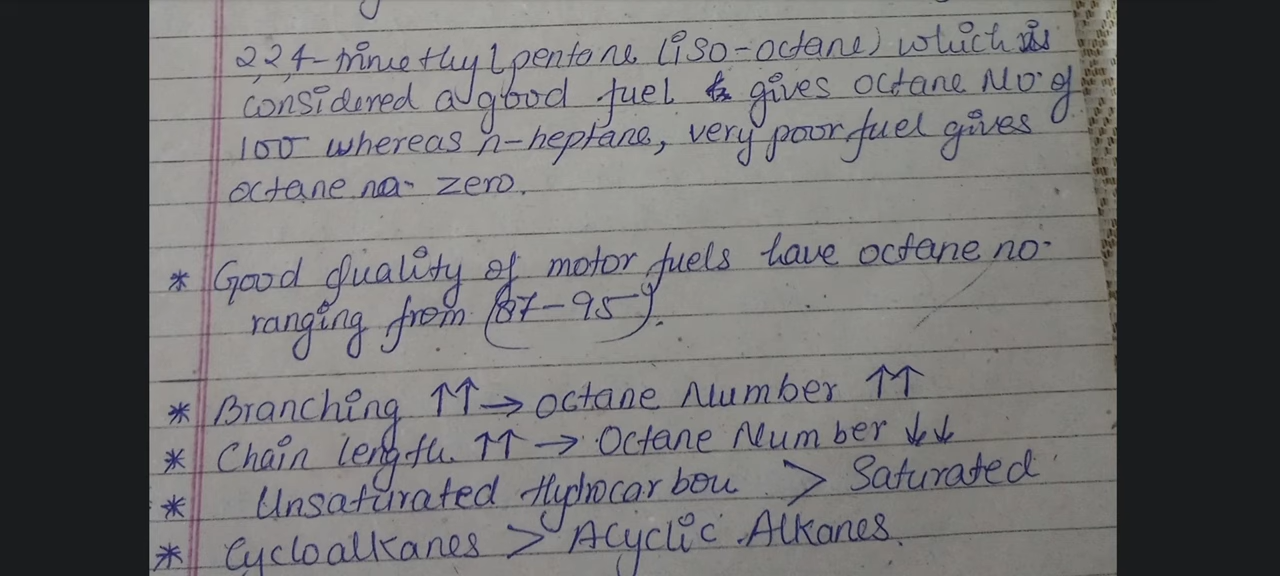 2,2,4-trimethyl pentane (iso-octane) which is
considered a good fuel gives octane No. of
100 whereas n-heptane, very poor fuel gives
octane no. zero.
* Good quality of motor fuels have octane no.
ranging from (87-95).
* Branching ↑↑ → octane Number ↑↑
* Chain length ↑↑ → Octane Number ↓↓
* Unsaturated Hydrocarbon > Saturated
* Cycloalkanes > Acyclic Alkanes.